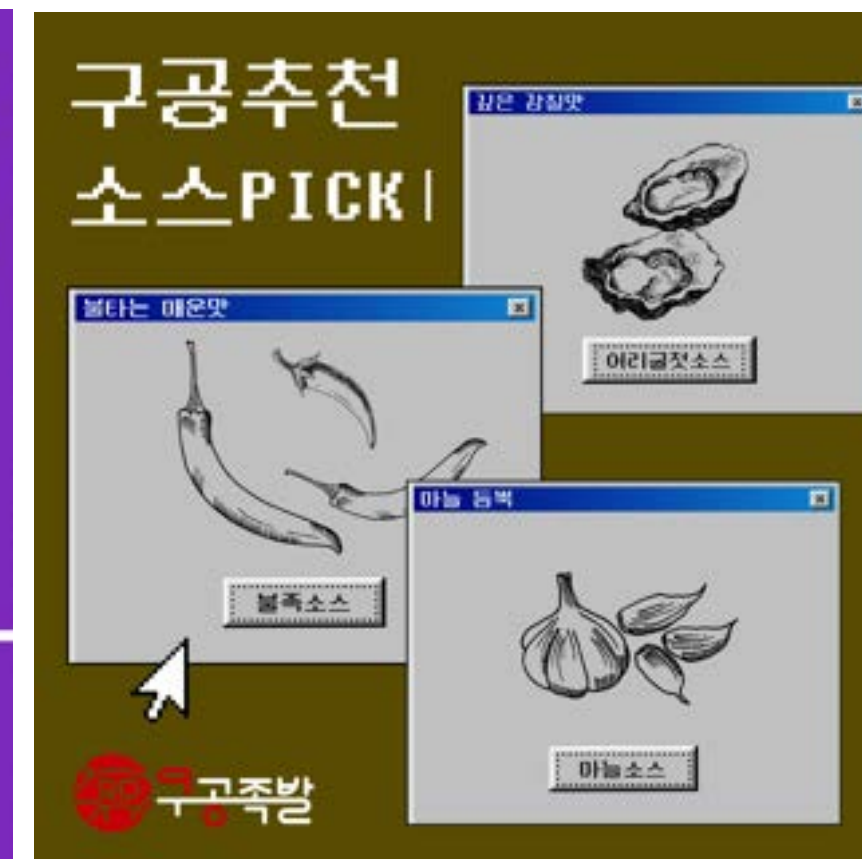 구공추천
소스PICK
깊은 감칠맛
어리굴젓소스
불타는 매운맛
불족소스
마늘 듬뿍
마늘소스
구공족발